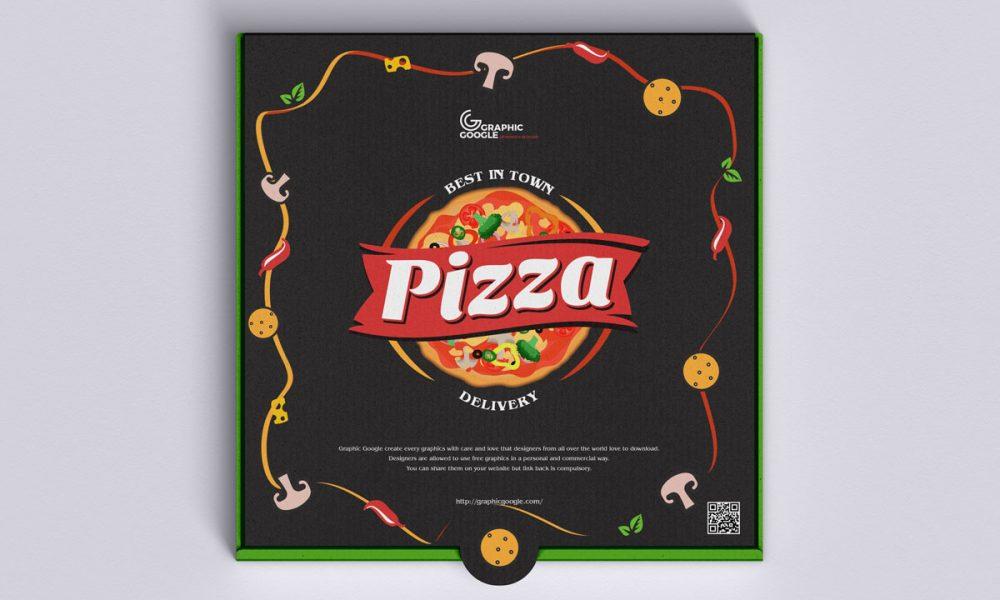 GRAPHIC
GOOGLE
BEST IN TOWN
Pizza
DELIVERY
Graphic Google create every graphics with care and love that designers from all over the world love to download.
Designers are allowed to use free graphics in a personal and commercial way.
You can share them on your website but link back is compulsory.
http://graphicgoogle.com/